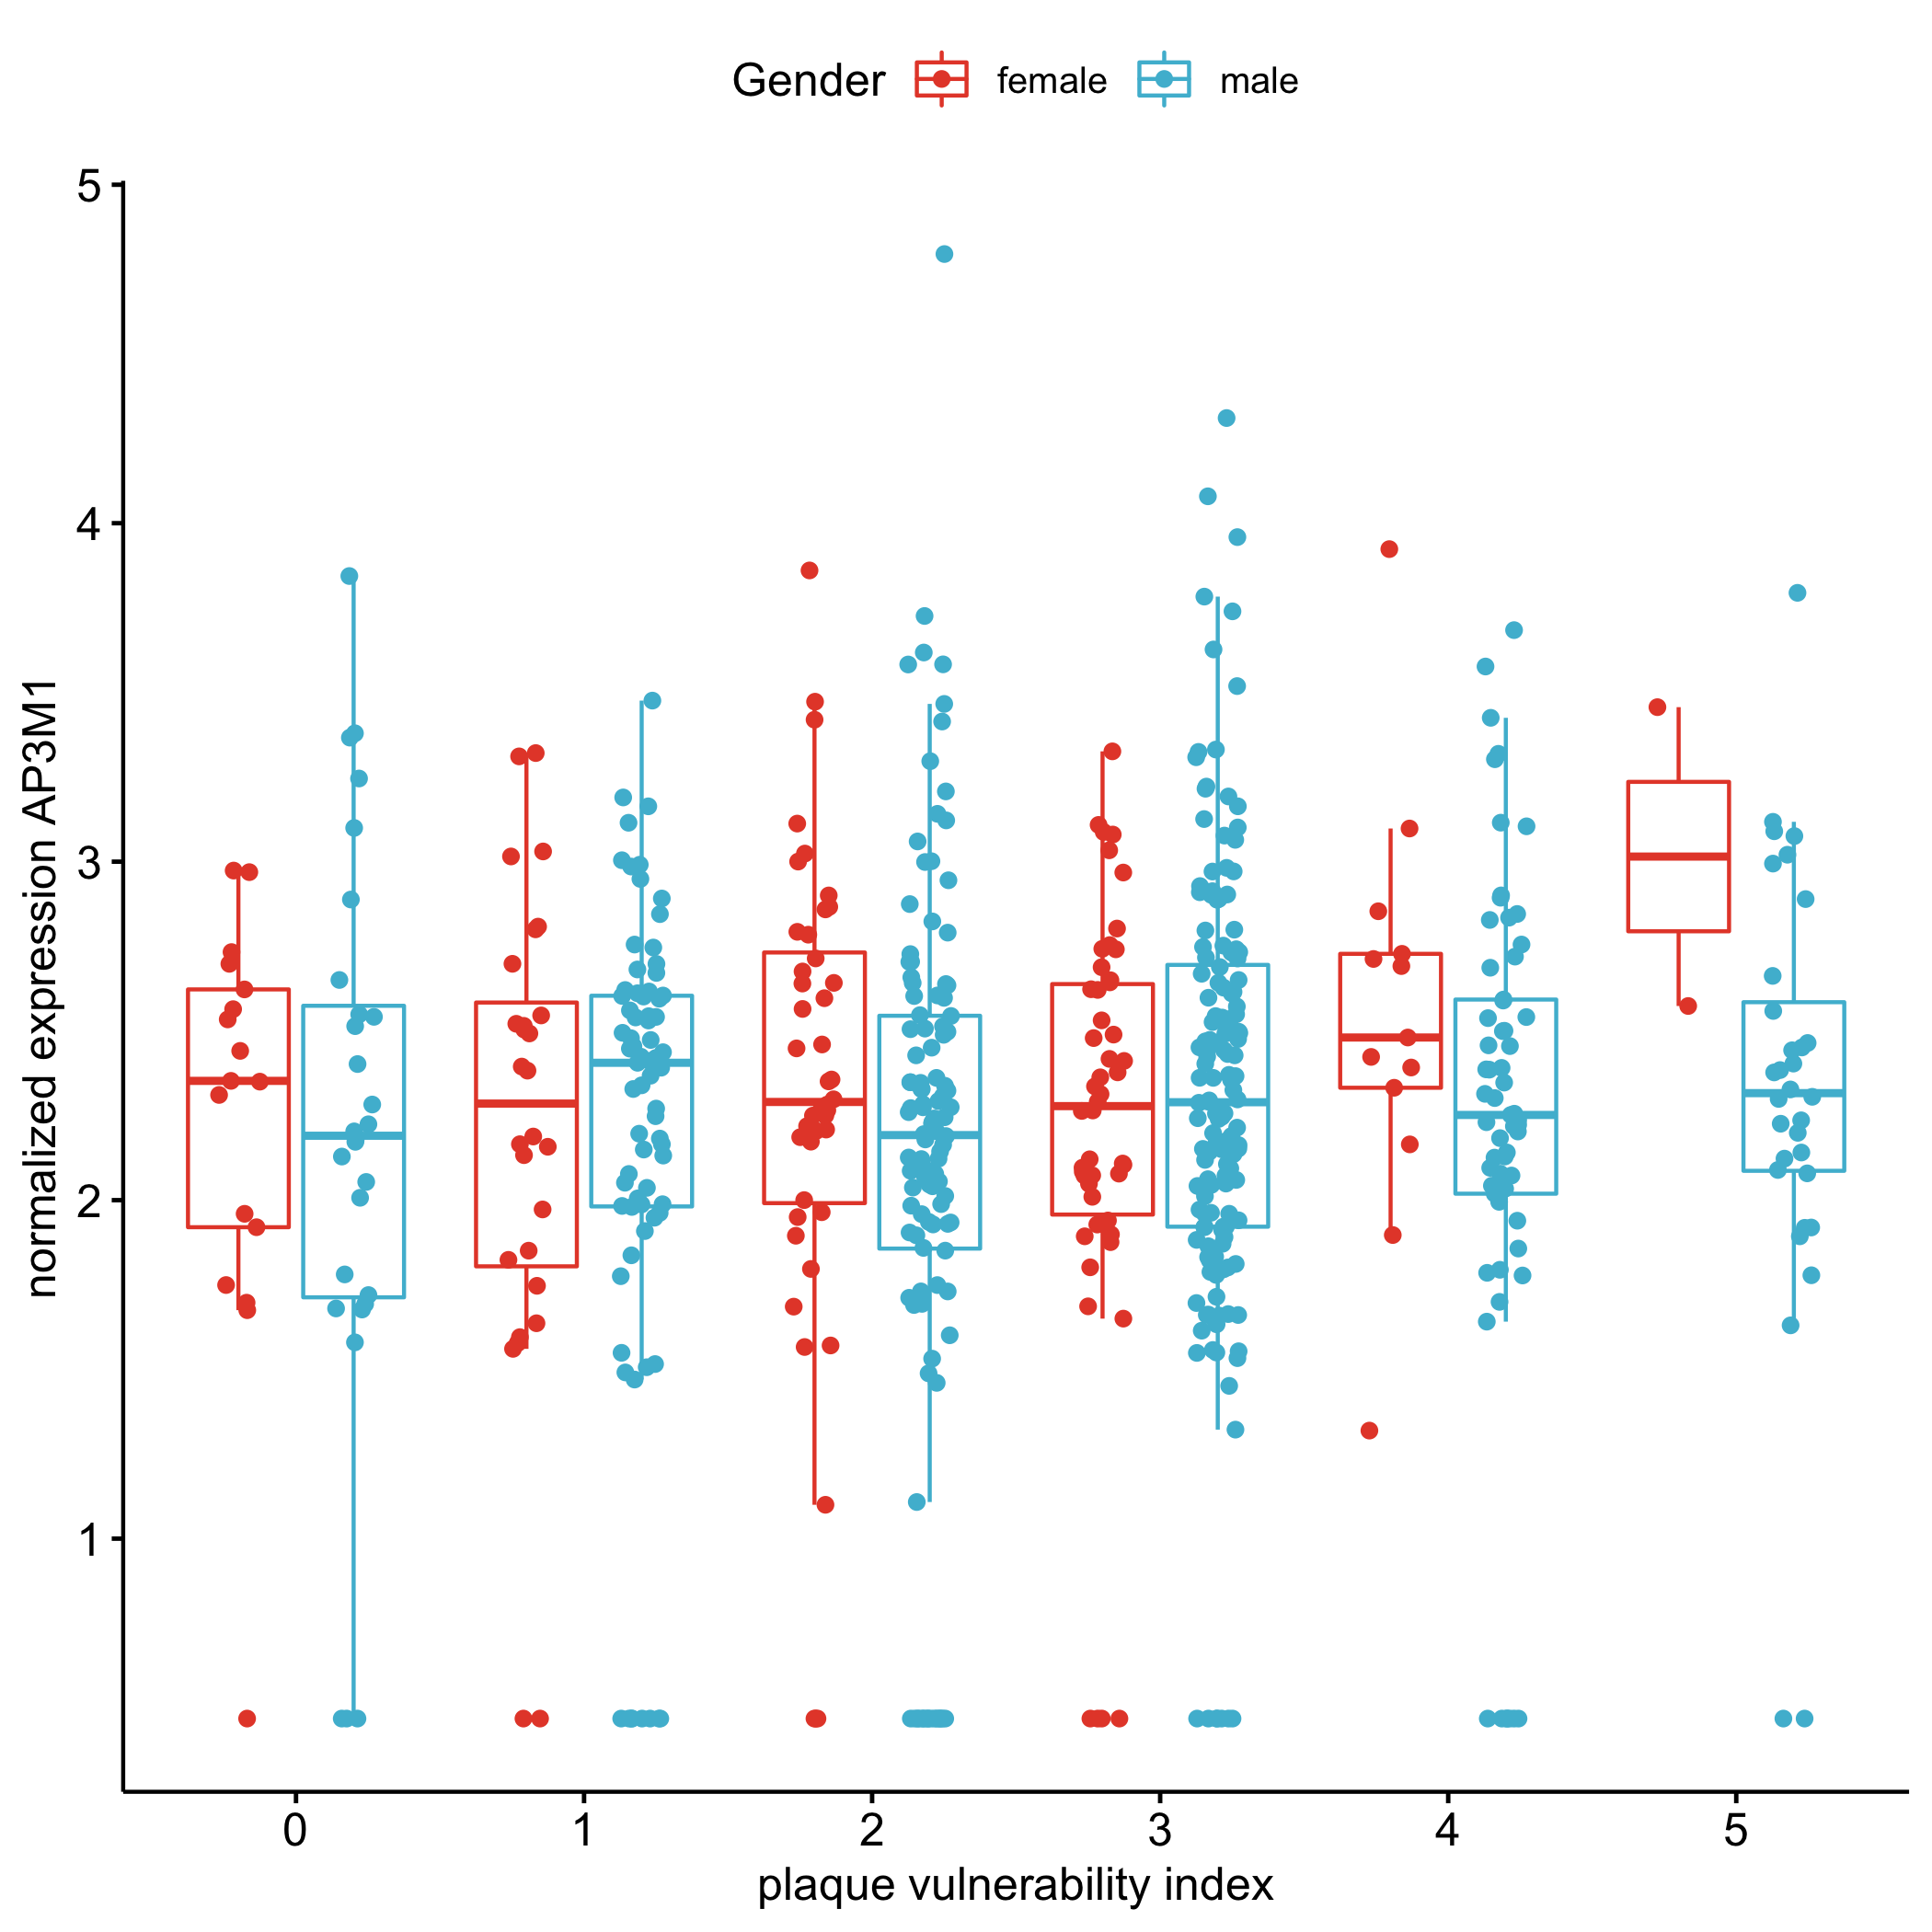 Gender female male
5
4
3
2
1
normalized expression AP3M1
0 1 2 3 4 5
plaque vulnerability index